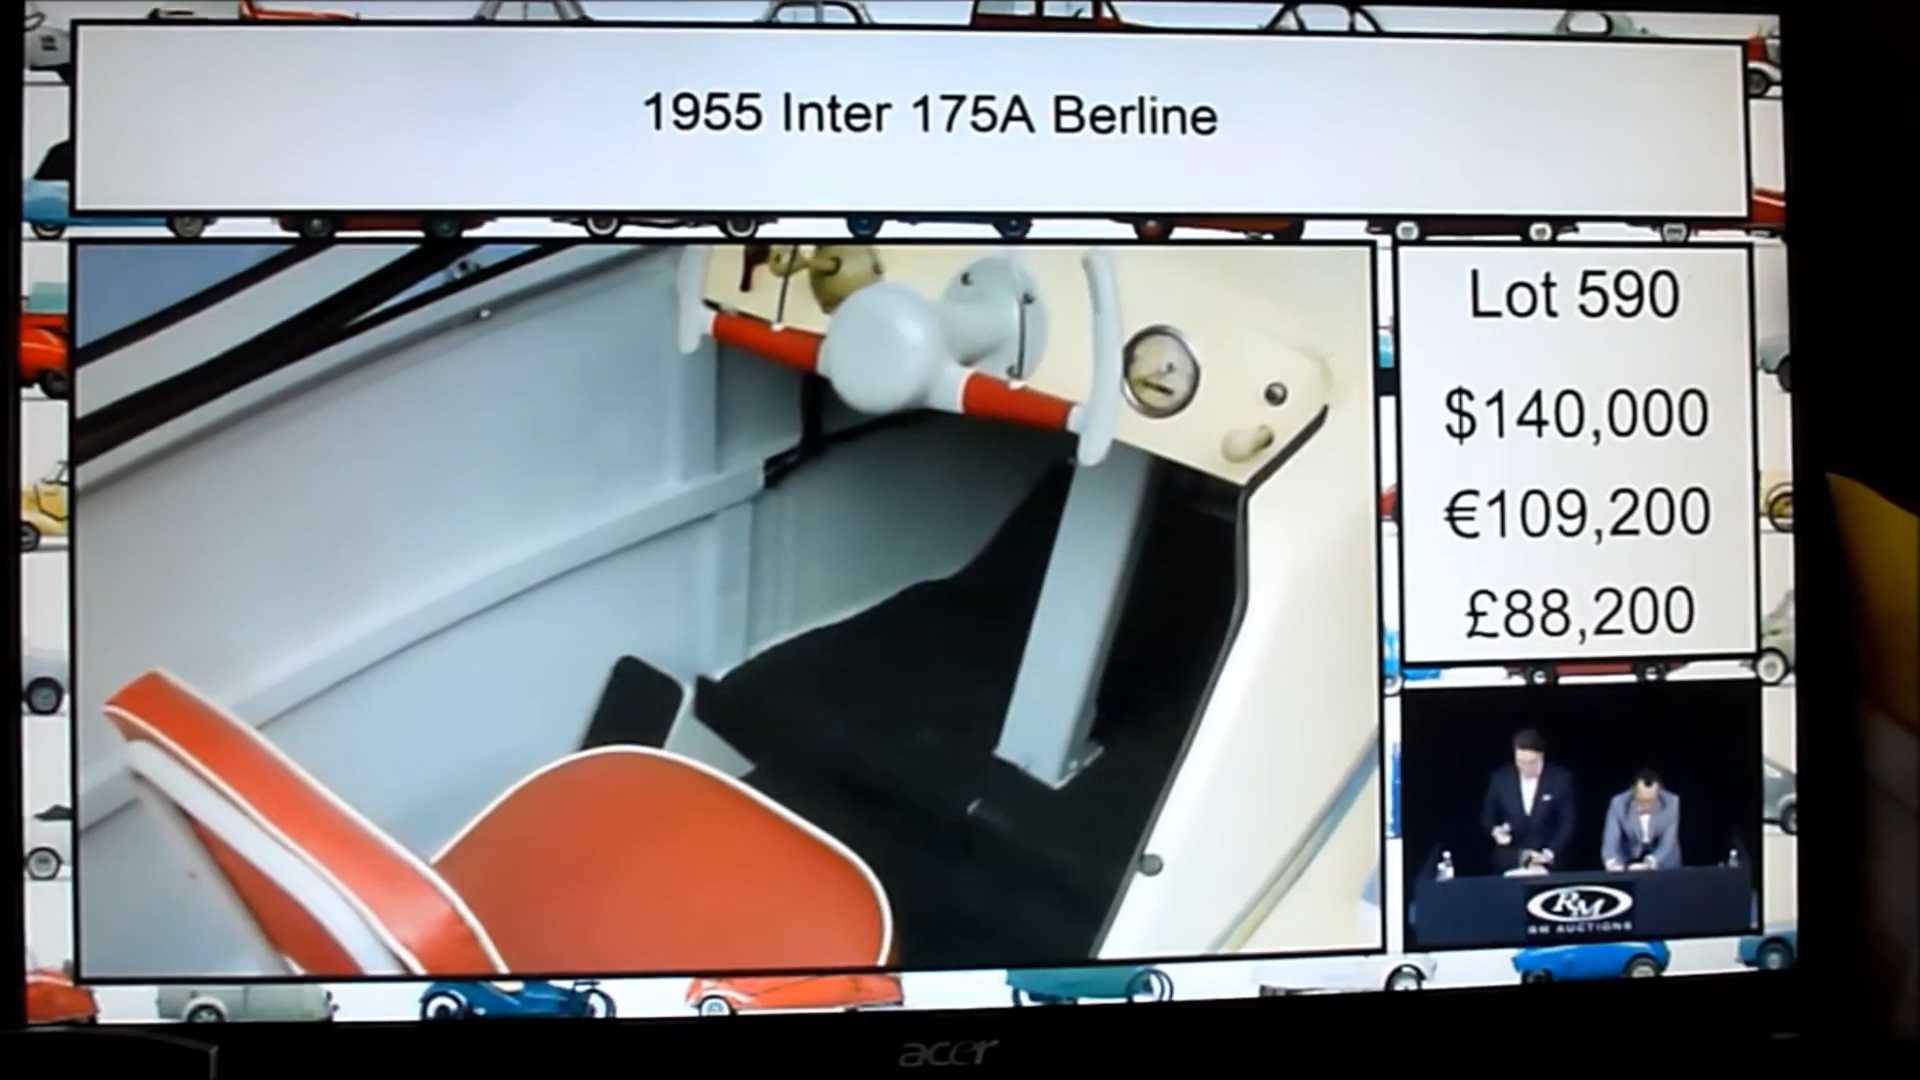 1955 Inter 175A Berline
Lot 590
$140,000
€109,200
£88,200
RM
RM AUCTIONS
acer